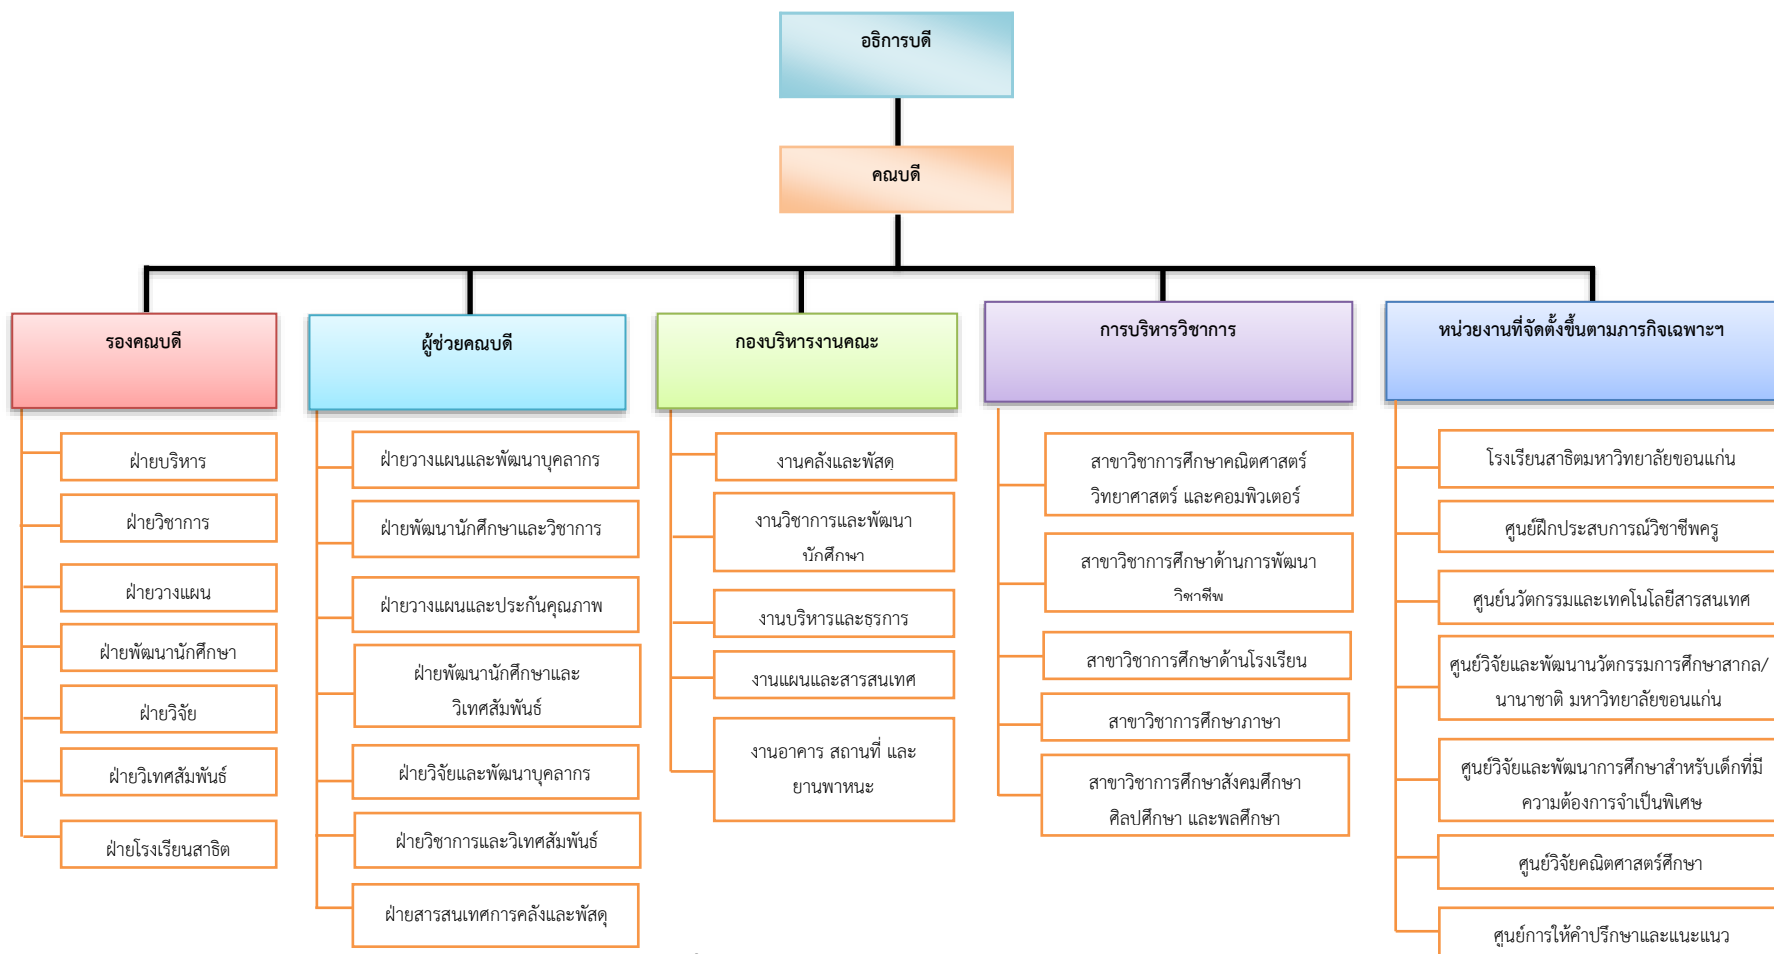 อธิการบดี
คณบดี
รองคณบดี
ฝ่ายบริหาร
ฝ่ายวิชาการ
ฝ่ายวางแผน
ฝ่ายพัฒนานักศึกษา
ฝ่ายวิจัย
ฝ่ายวิเทศสัมพันธ์
ฝ่ายโรงเรียนสาธิต
ผู้ช่วยคณบดี
ฝ่ายวางแผนและพัฒนาบุคลากร
ฝ่ายพัฒนานักศึกษาและวิชาการ
ฝ่ายวางแผนและประกันคุณภาพ
ฝ่ายพัฒนานักศึกษาและ
วิเทศสัมพันธ์
ฝ่ายวิจัยและพัฒนาบุคลากร
ฝ่ายวิชาการและวิเทศสัมพันธ์
ฝ่ายสารสนเทศการคลังและพัสดุ
กองบริหารงานคณะ
งานคลังและพัสดุ
งานวิชาการและพัฒนา
นักศึกษา
งานบริหารและธุรการ
งานแผนและสารสนเทศ
งานอาคาร สถานที่ และ
ยานพาหนะ
การบริหารวิชาการ
สาขาวิชาการศึกษาคณิตศาสตร์
วิทยาศาสตร์ และคอมพิวเตอร์
สาขาวิชาการศึกษาด้านการพัฒนา
วิชาชีพ
สาขาวิชาการศึกษาด้านโรงเรียน
สาขาวิชาการศึกษาภาษา
สาขาวิชาการศึกษาสังคมศึกษา
ศิลปศึกษา และพลศึกษา
หน่วยงานที่จัดตั้งขึ้นตามภารกิจเฉพาะฯ
โรงเรียนสาธิตมหาวิทยาลัยขอนแก่น
ศูนย์ฝึกประสบการณ์วิชาชีพครู
ศูนย์นวัตกรรมและเทคโนโลยีสารสนเทศ
ศูนย์วิจัยและพัฒนานวัตกรรมการศึกษาสากล/
นานาชาติ มหาวิทยาลัยขอนแก่น
ศูนย์วิจัยและพัฒนาการศึกษาสำหรับเด็กที่มี
ความต้องการจำเป็นพิเศษ
ศูนย์วิจัยคณิตศาสตร์ศึกษา
ศูนย์การให้คำปรึกษาและแนะแนว